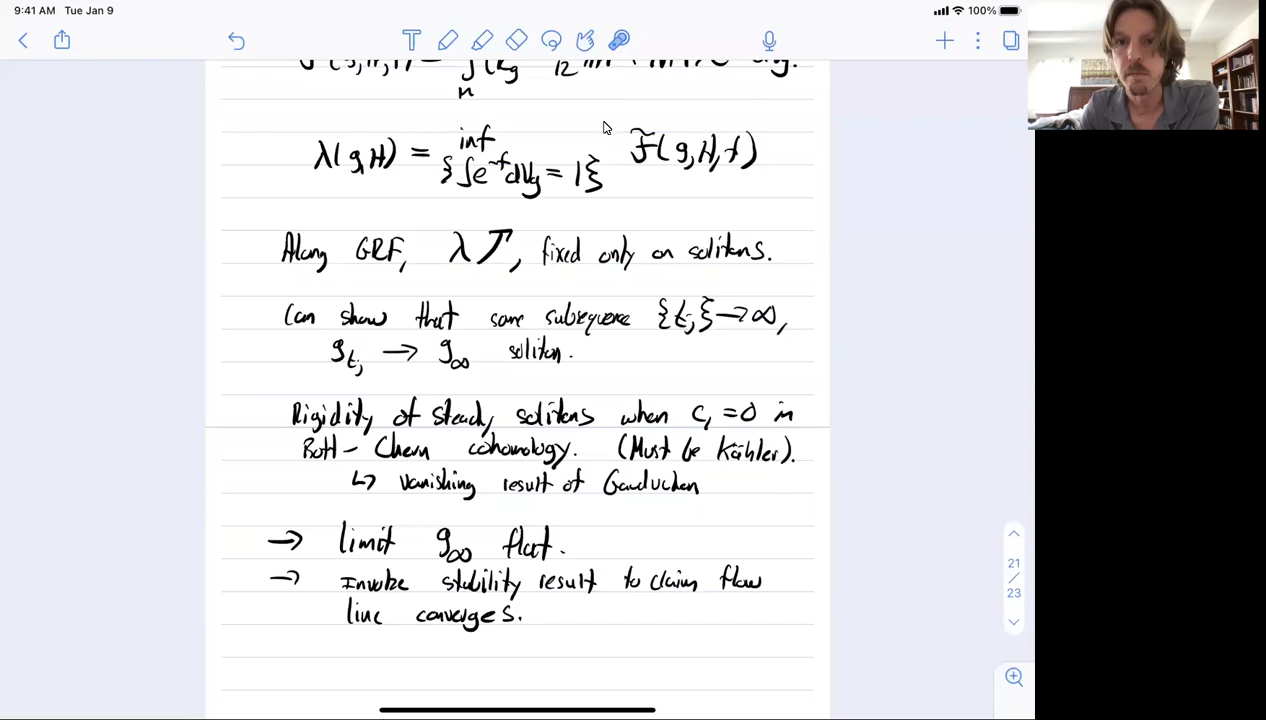 9:41 AM Tue Jan 9
100%
λ(g,H) = inf {∫e^{-f}dV_g = 1} F̃(g,H,f)
Along GRF, λ ↗, fixed only on solitons.
Can show that some subsequence {t_j} → ∞,
g_{t_j} → g_∞ soliton.
Rigidity of steady solitons when c_1 = 0 in
Bott-Chern cohomology. (Must be Kähler).
↳ vanishing result of Gauduchon
→ limit g_∞ flat.
→ Invoke stability result to claim flow
line converges.
21
/
23